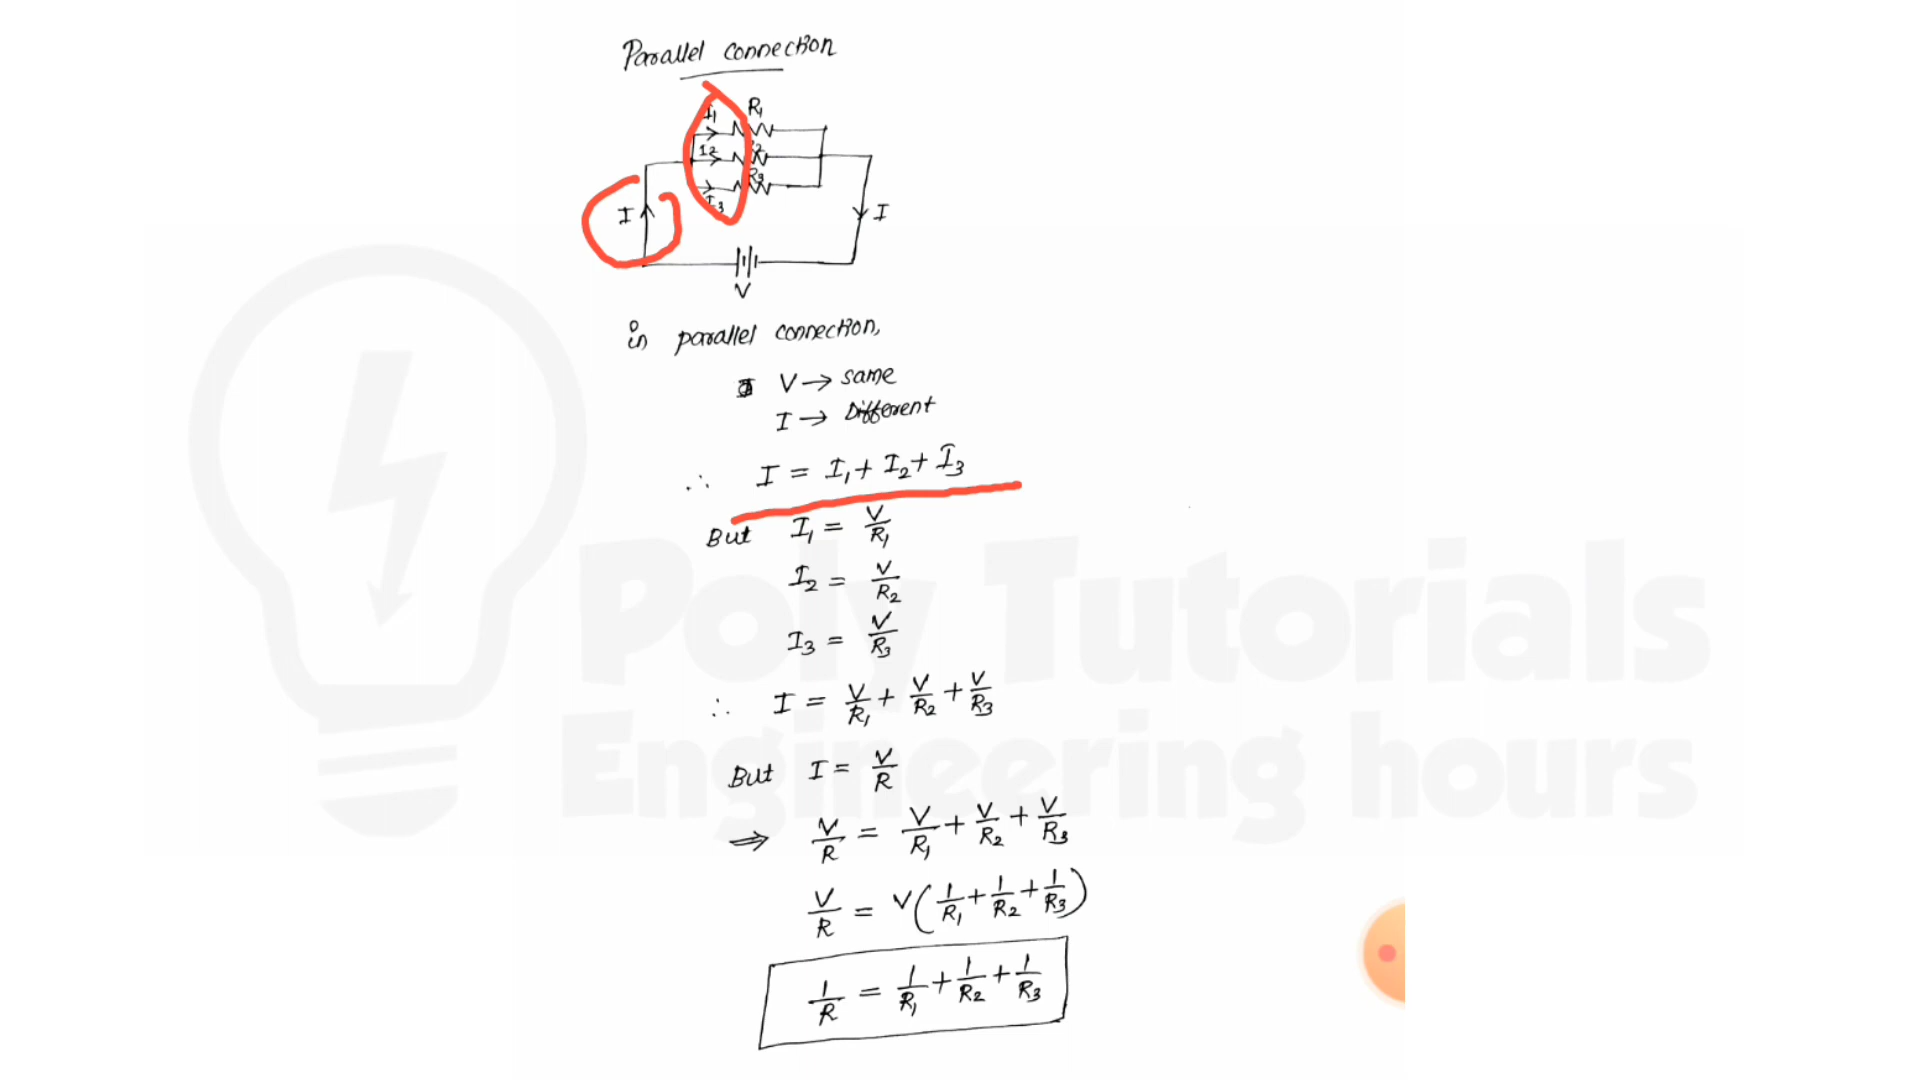 Parallel connection
I1 R1
I2 R2
R3
I3
I I
V
in parallel connection,
V → same
I → Different
∴ I = I1 + I2 + I3
But I1 = V/R1
I2 = V/R2
I3 = V/R3
∴ I = V/R1 + V/R2 + V/R3
But I = V/R
⇒ V/R = V/R1 + V/R2 + V/R3
V/R = V(1/R1 + 1/R2 + 1/R3)
1/R = 1/R1 + 1/R2 + 1/R3
Poly Tutorials
Engineering hours